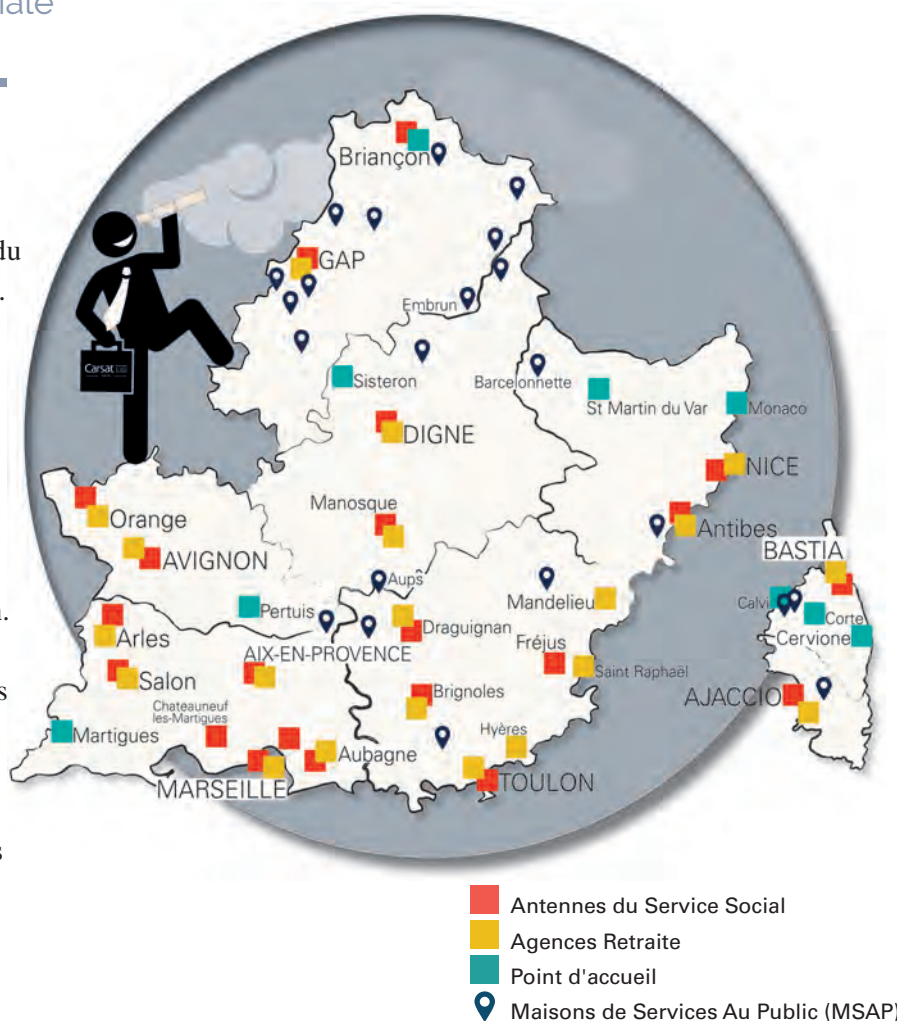 iale
du
.
n.
s
s
Briançon
GAP
Embrun
Carsat
Sisteron
Barcelonnette
St Martin du Var
Monaco
DIGNE
NICE
Manosque
Orange
Antibes
AVIGNON
BASTIA
Aups
Pertuis
Mandelieu
Calvi
Corte
Draguignan
Cervione
Arles
AIX-EN-PROVENCE
Fréjus
Saint Raphaël
Salon
Brignoles
AJACCIO
Chateauneuf
les-Martigues
Martigues
Hyères
Aubagne
MARSEILLE
TOULON
Antennes du Service Social
Agences Retraite
Point d'accueil
Maisons de Services Au Public (MSAP)